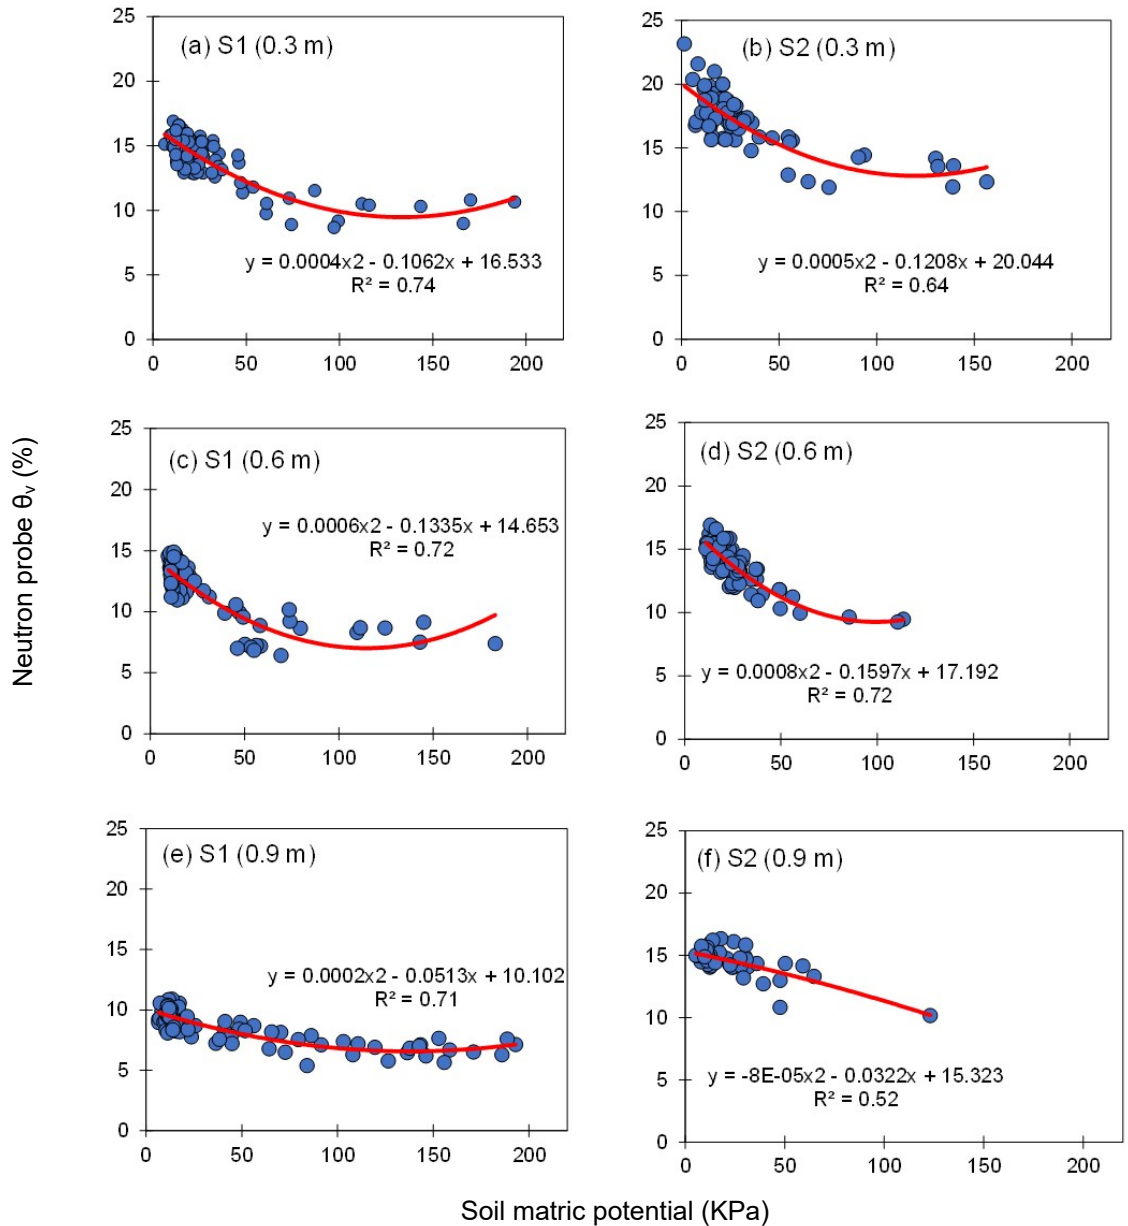 (a) S1 (0.3 m)
25
20
15
10
5
0
y = 0.0004x2 - 0.1062x + 16.533
R² = 0.74
0 50 100 150 200
(b) S2 (0.3 m)
25
20
15
10
5
0
y = 0.0005x2 - 0.1208x + 20.044
R² = 0.64
0 50 100 150 200
Neutron probe θv (%)
(c) S1 (0.6 m)
25
20
15
10
5
0
y = 0.0006x2 - 0.1335x + 14.653
R² = 0.72
0 50 100 150 200
(d) S2 (0.6 m)
25
20
15
10
5
0
y = 0.0008x2 - 0.1597x + 17.192
R² = 0.72
0 50 100 150 200
(e) S1 (0.9 m)
25
20
15
10
5
0
y = 0.0002x2 - 0.0513x + 10.102
R² = 0.71
0 50 100 150 200
(f) S2 (0.9 m)
25
20
15
10
5
0
y = -8E-05x2 - 0.0322x + 15.323
R² = 0.52
0 50 100 150 200
Soil matric potential (KPa)